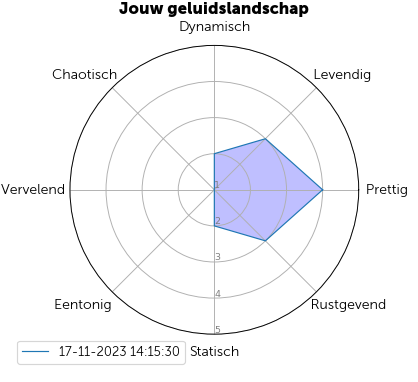 Jouw geluidslandschap
Dynamisch
Chaotisch
Levendig
Vervelend
1
Prettig
2
3
4
Eentonig
Rustgevend
5
17-11-2023 14:15:30
Statisch